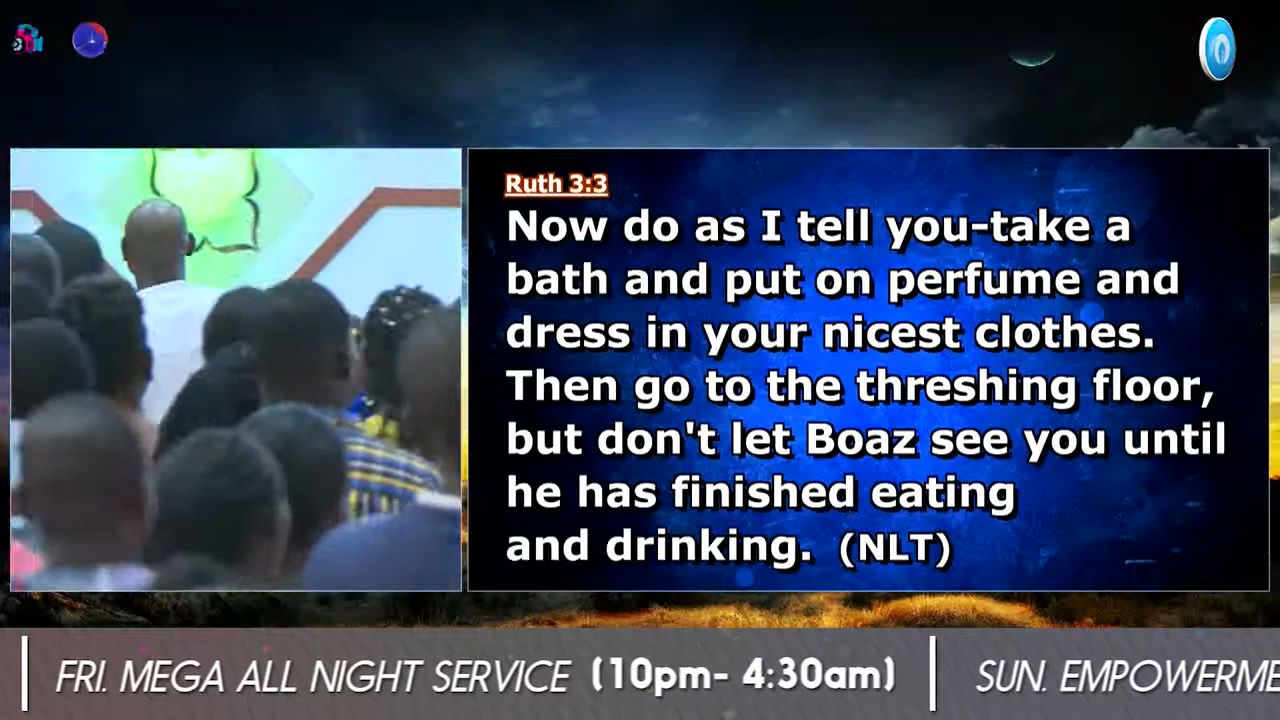 Ruth 3:3
Now do as I tell you-take a
bath and put on perfume and
dress in your nicest clothes.
Then go to the threshing floor,
but don't let Boaz see you until
he has finished eating
and drinking. (NLT)
FRI. MEGA ALL NIGHT SERVICE (10pm- 4:30am)
SUN. EMPOWERME